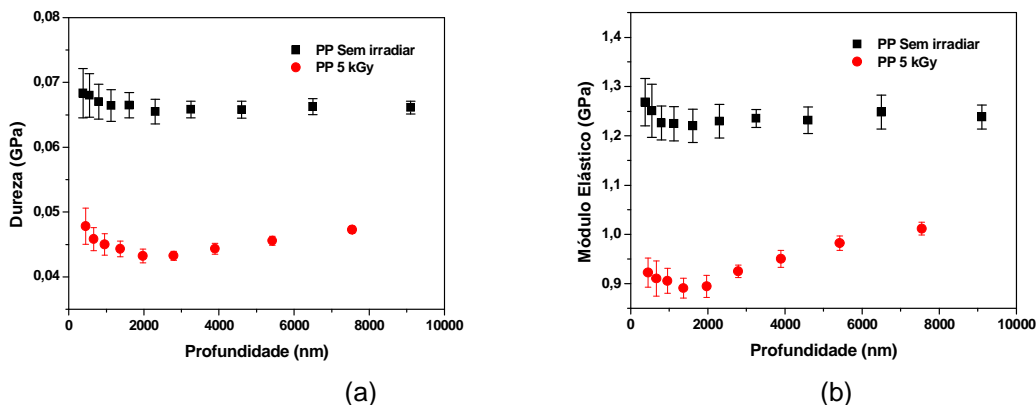 0,08
0,07
0,06
0,05
0,04
Dureza (GPa)
PP Sem irradiar
PP 5 kGy
0 2000 4000 6000 8000 10000
Profundidade (nm)
(a)
1,4
1,3
1,2
1,1
1,0
0,9
Módulo Elástico (GPa)
PP Sem irradiar
PP 5 kGy
0 2000 4000 6000 8000 10000
Profundidade (nm)
(b)